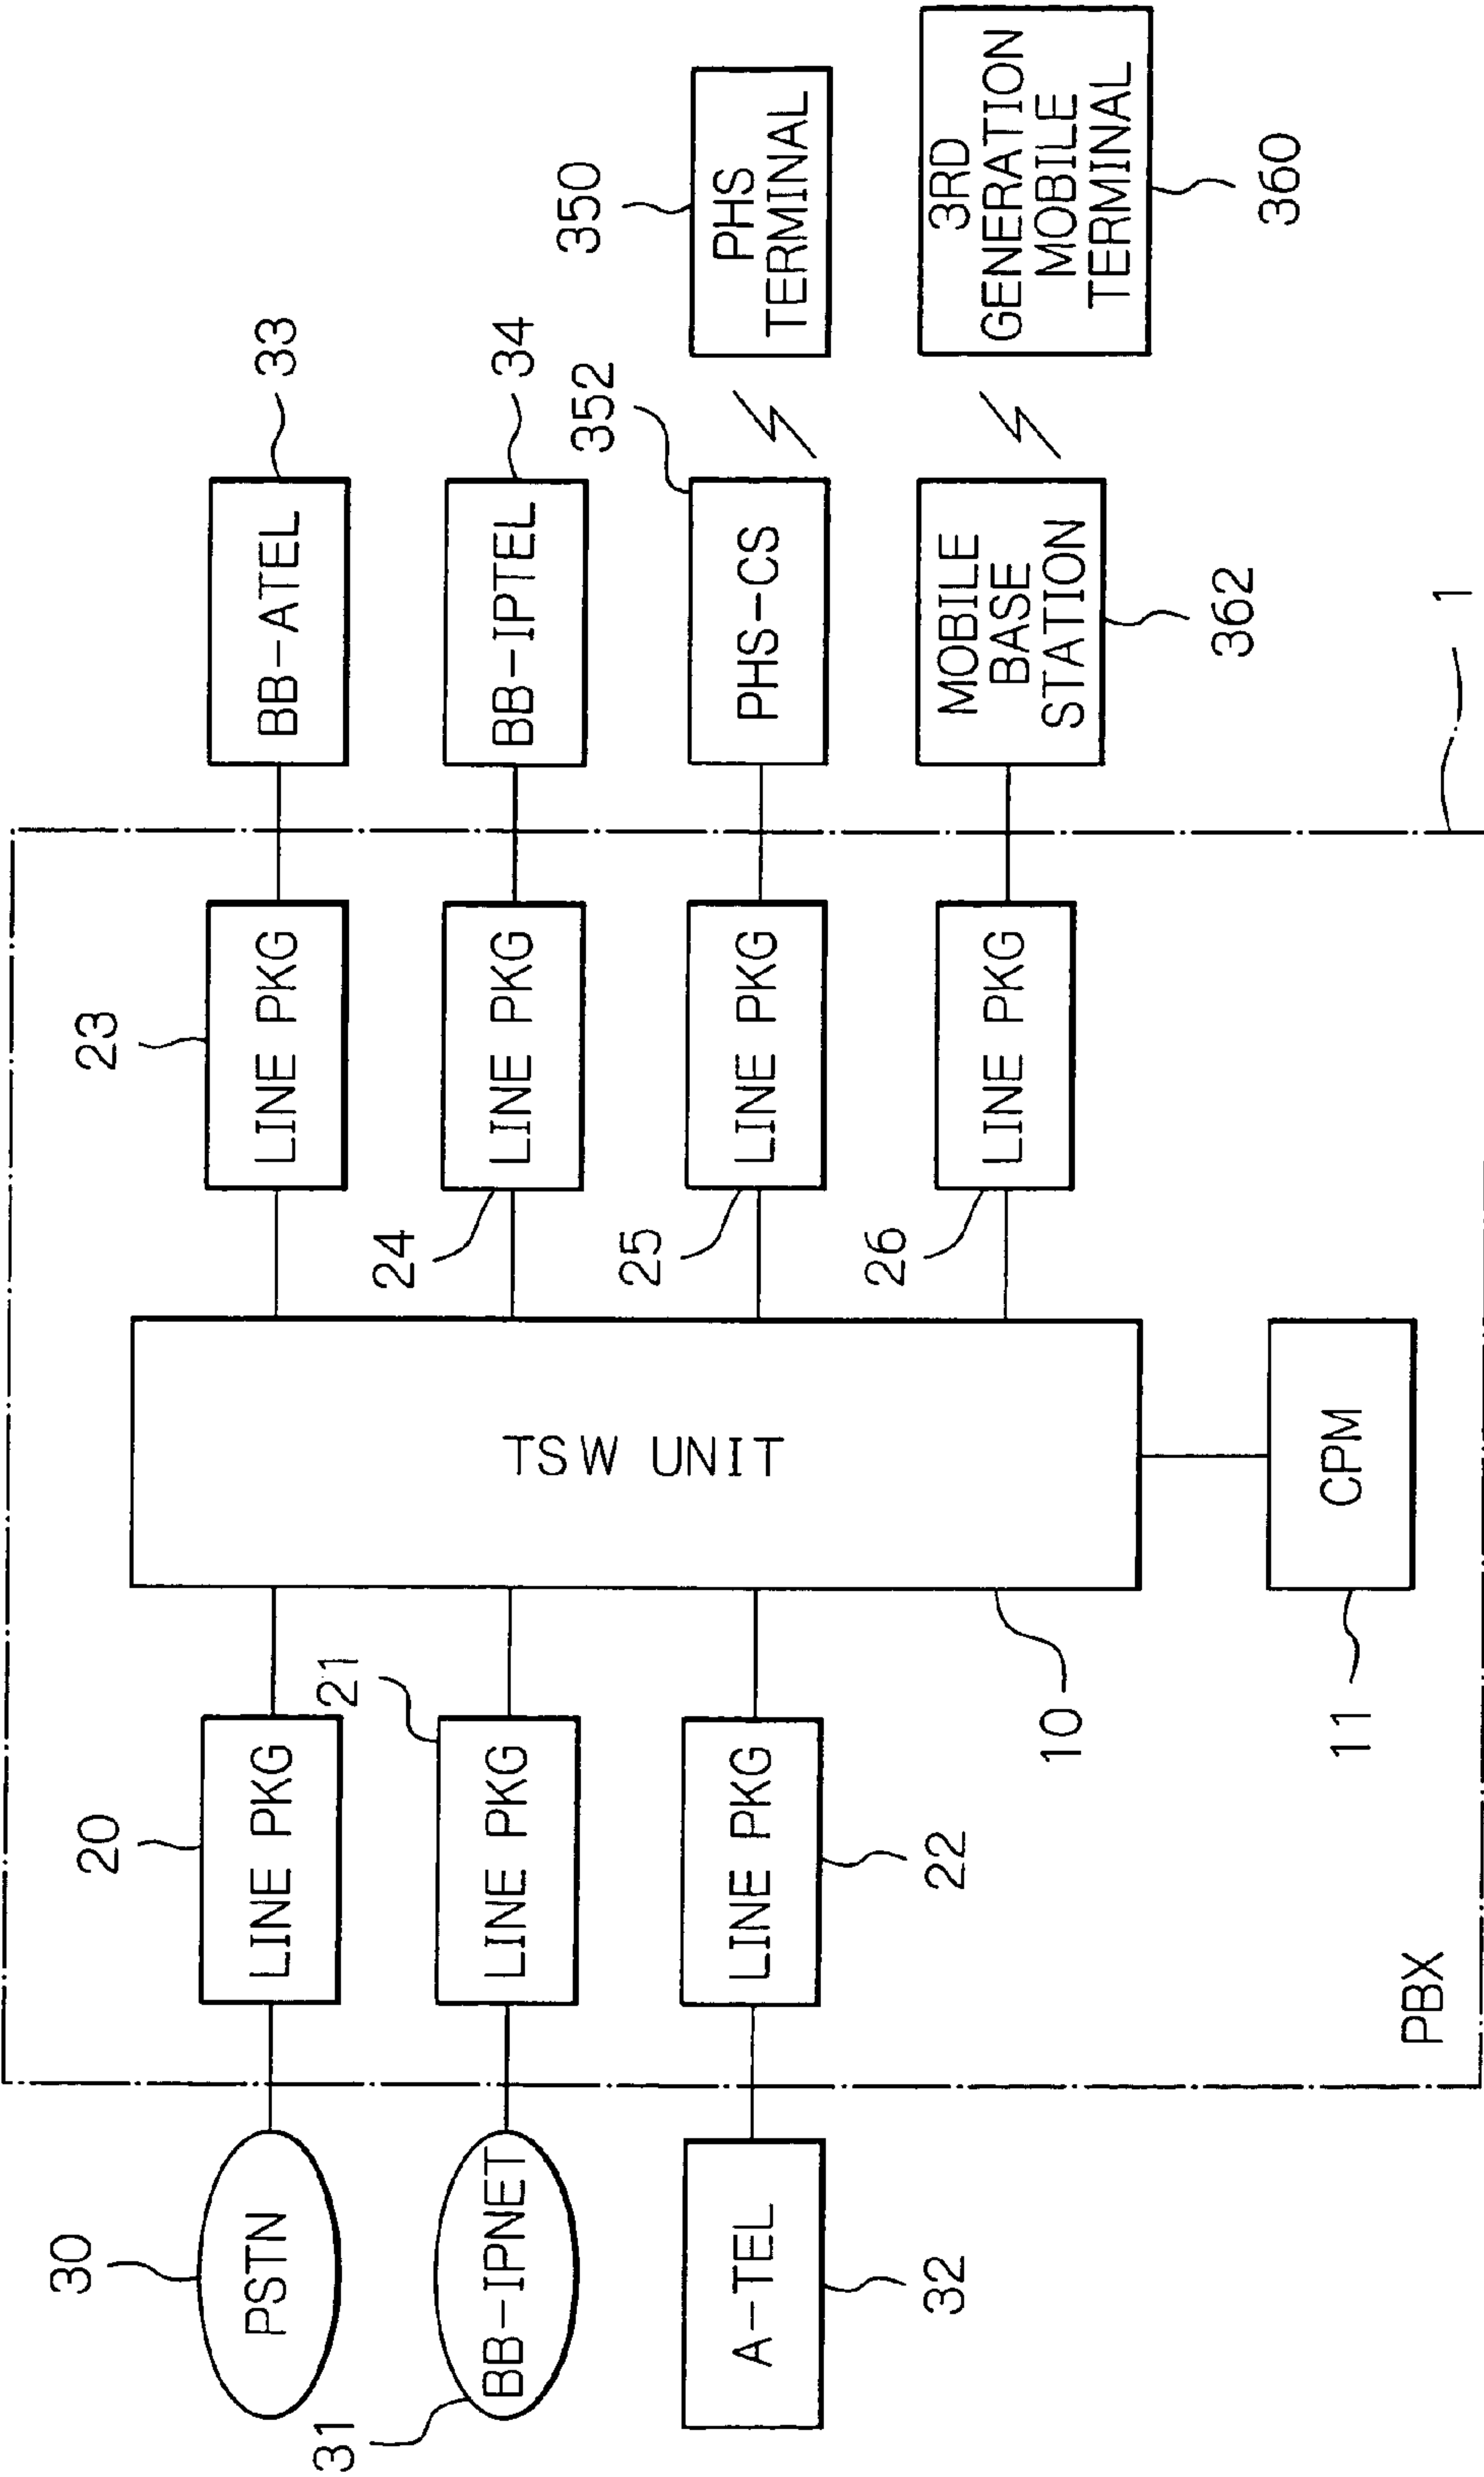 30
PSTN
20
LINE PKG
23
LINE PKG
BB-ATEL
33
31
BB-IPNET
21
LINE PKG
24
LINE PKG
BB-IPTEL
34
32
A-TEL
22
LINE PKG
10
TSW UNIT
25
LINE PKG
352
PHS-CS
350
PHS
TERMINAL
26
LINE PKG
MOBILE
BASE
STATION
362
3RD
GENERATION
MOBILE
TERMINAL
360
11
CPM
PBX
1